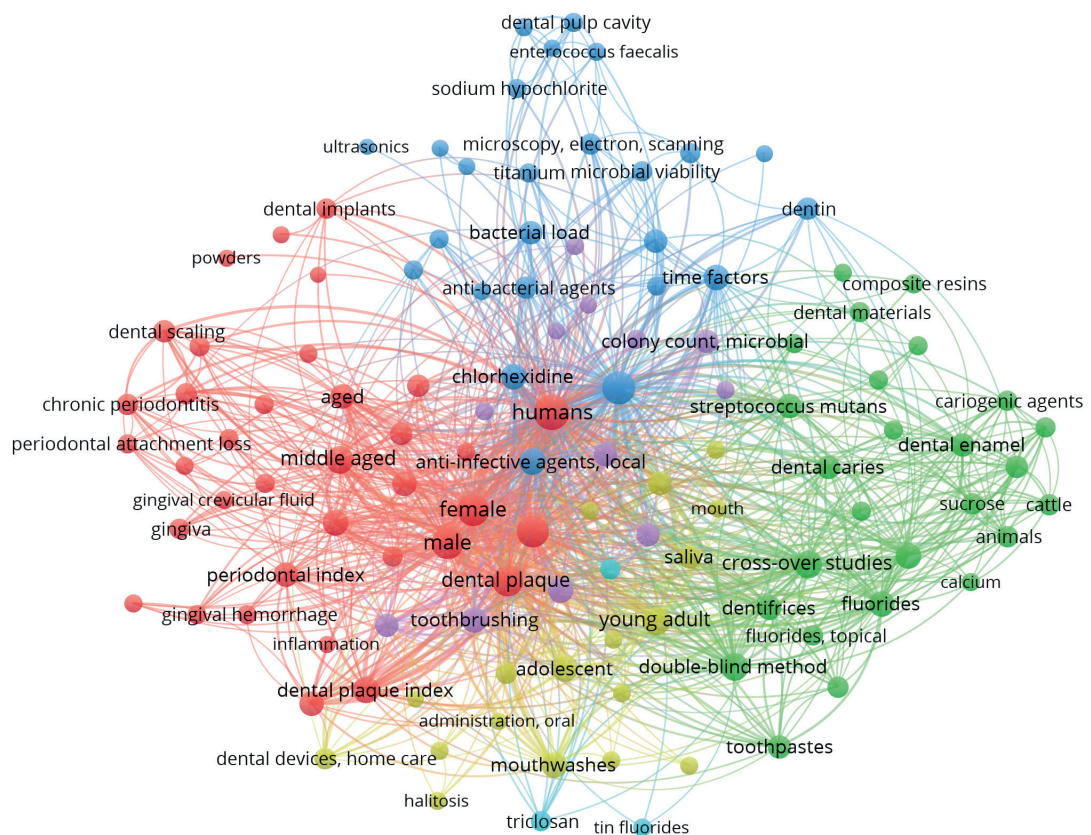 dental pulp cavity
enterococcus faecalis
sodium hypochlorite
microscopy, electron, scanning
ultrasonics
titanium
microbial viability
dental implants
dentin
bacterial load
powders
time factors
anti-bacterial agents
composite resins
dental materials
dental scaling
colony count, microbial
chlorhexidine
aged
chronic periodontitis
humans
streptococcus mutans
cariogenic agents
periodontal attachment loss
dental enamel
middle aged
anti-infective agents, local
dental caries
gingival crevicular fluid
female
mouth
sucrose
cattle
gingiva
male
animals
saliva
cross-over studies
periodontal index
dental plaque
calcium
gingival hemorrhage
toothbrushing
young adult
dentifrices
fluorides
inflammation
fluorides, topical
adolescent
double-blind method
dental plaque index
administration, oral
toothpastes
dental devices, home care
mouthwashes
halitosis
triclosan
tin fluorides